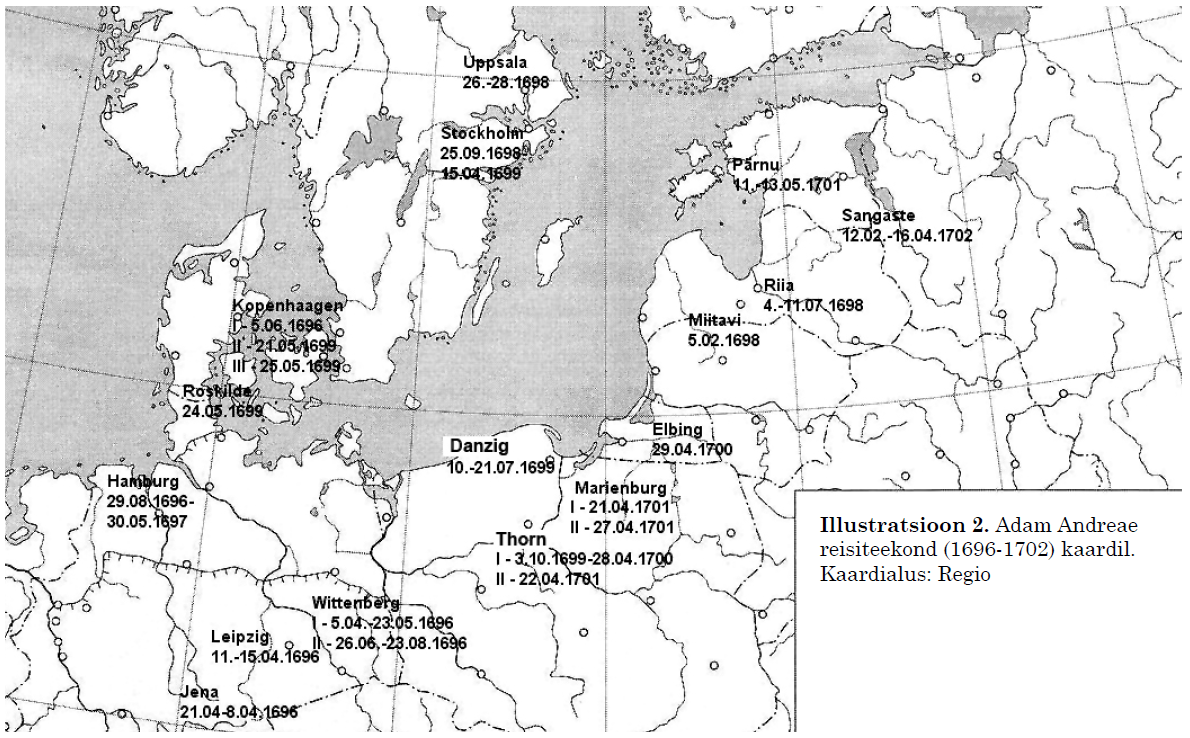 Uppsala
26.-28.1698
Stockholm
25.09.1698-
15.04.1699
Pärnu
11.-13.05.1701
Sangaste
12.02.-16.04.1702
Riia
4.-11.07 1698
Miitavi
5.02.1698
Kopenhaagen
I - 5.06.1696
II - 21.05.1699
III - 25.05.1699
Roskilde
24.05.1699
Elbing
29.04.1700
Danzig
10.-21.07.1699
Hamburg
29.08.1696-
30.05.1697
Marienburg
I - 21.04.1701
II - 27.04.1701
Thorn
I - 3.10.1699-28.04.1700
II - 22.04.1701
Wittenberg
I - 5.04.-23.05.1696
II - 26.06.-23.08.1696
Leipzig
11.-15.04.1696
Jena
21.04-8.04.1696
Illustratsioon 2. Adam Andreae
reisiteekond (1696-1702) kaardil.
Kaardialus: Regio